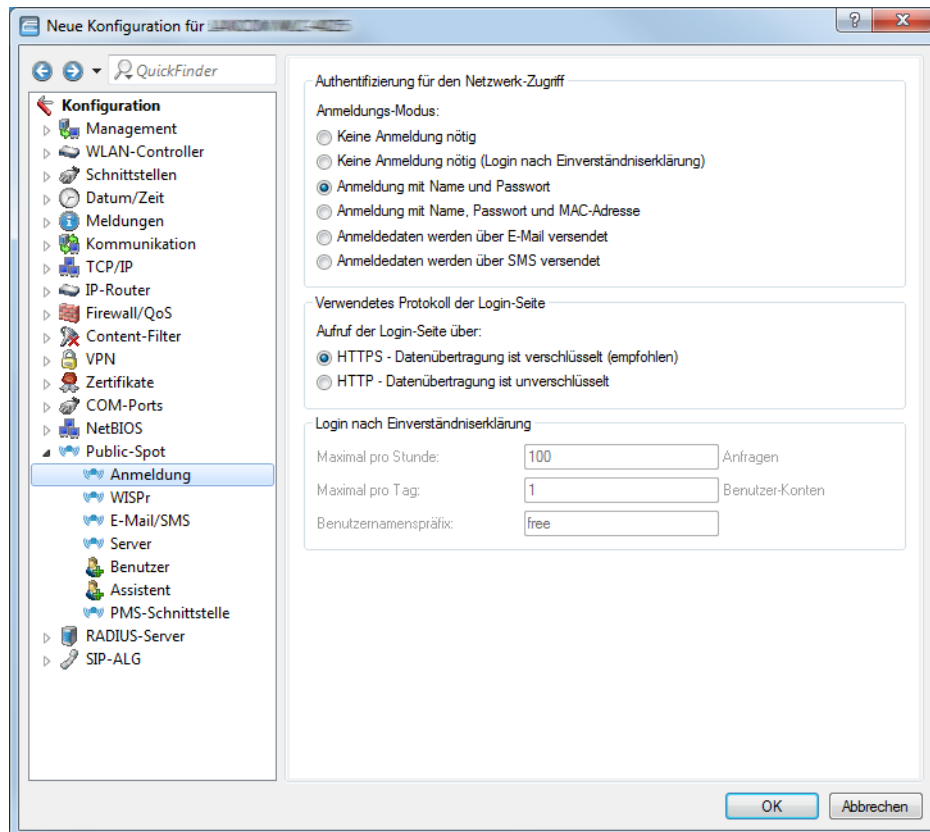 Neue Konfiguration für
QuickFinder
Konfiguration
Management
WLAN-Controller
Schnittstellen
Datum/Zeit
Meldungen
Kommunikation
TCP/IP
IP-Router
Firewall/QoS
Content-Filter
VPN
Zertifikate
COM-Ports
NetBIOS
Public-Spot
Anmeldung
WISPr
E-Mail/SMS
Server
Benutzer
Assistent
PMS-Schnittstelle
RADIUS-Server
SIP-ALG
Authentifizierung für den Netzwerk-Zugriff
Anmeldungs-Modus:
Keine Anmeldung nötig
Keine Anmeldung nötig (Login nach Einverständniserklärung)
Anmeldung mit Name und Passwort
Anmeldung mit Name, Passwort und MAC-Adresse
Anmeldedaten werden über E-Mail versendet
Anmeldedaten werden über SMS versendet
Verwendetes Protokoll der Login-Seite
Aufruf der Login-Seite über:
HTTPS - Datenübertragung ist verschlüsselt (empfohlen)
HTTP - Datenübertragung ist unverschlüsselt
Login nach Einverständniserklärung
Maximal pro Stunde: 100 Anfragen
Maximal pro Tag: 1 Benutzer-Konten
Benutzernamenspräfix: free
OK Abbrechen